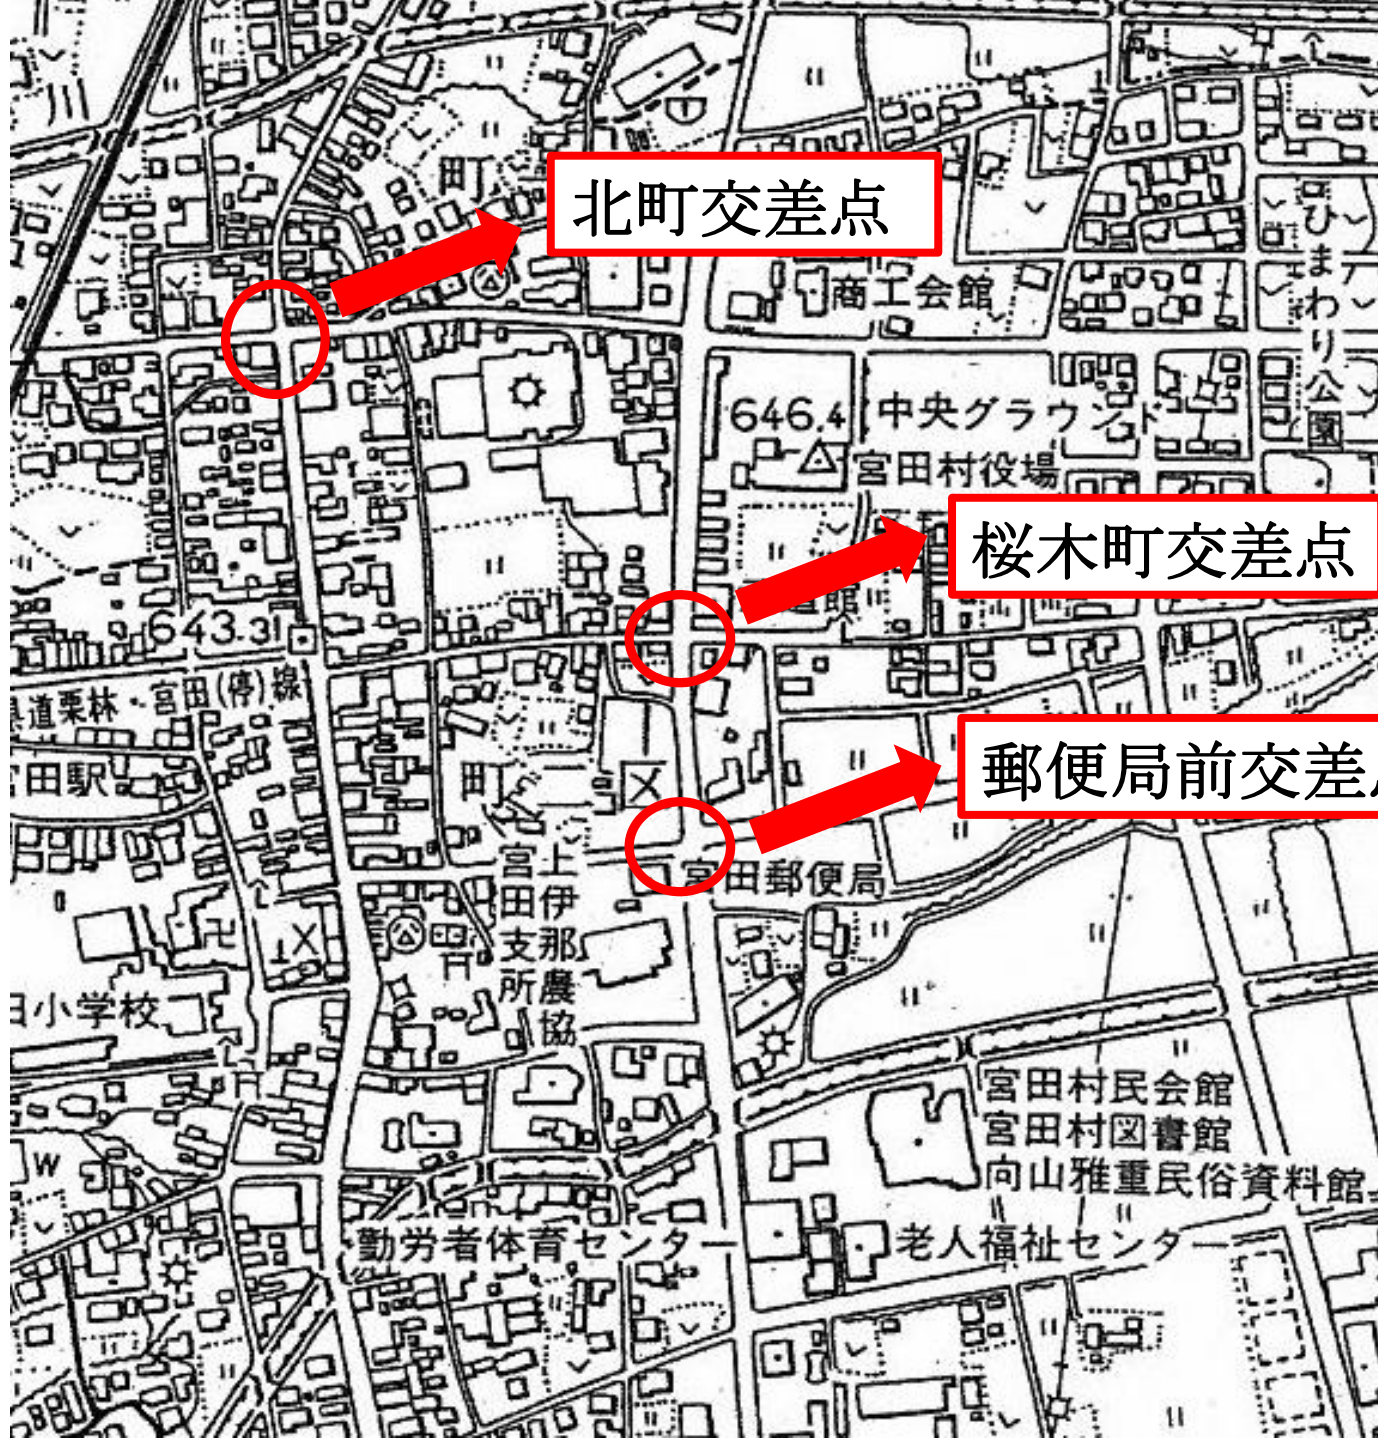 町
北町交差点
ひまわり公園
商工会館
646.4
中央グラウンド
宮田村役場
桜木町交差点
館
643.31
道栗林・宮田(停)線
田駅
町
区
郵便局前交差
宮田郵便局
上伊那農協
宮田支所
小学校
宮田村民会館
宮田村図書館
向山雅重民俗資料館
W
老人福祉センター
勤労者体育センター